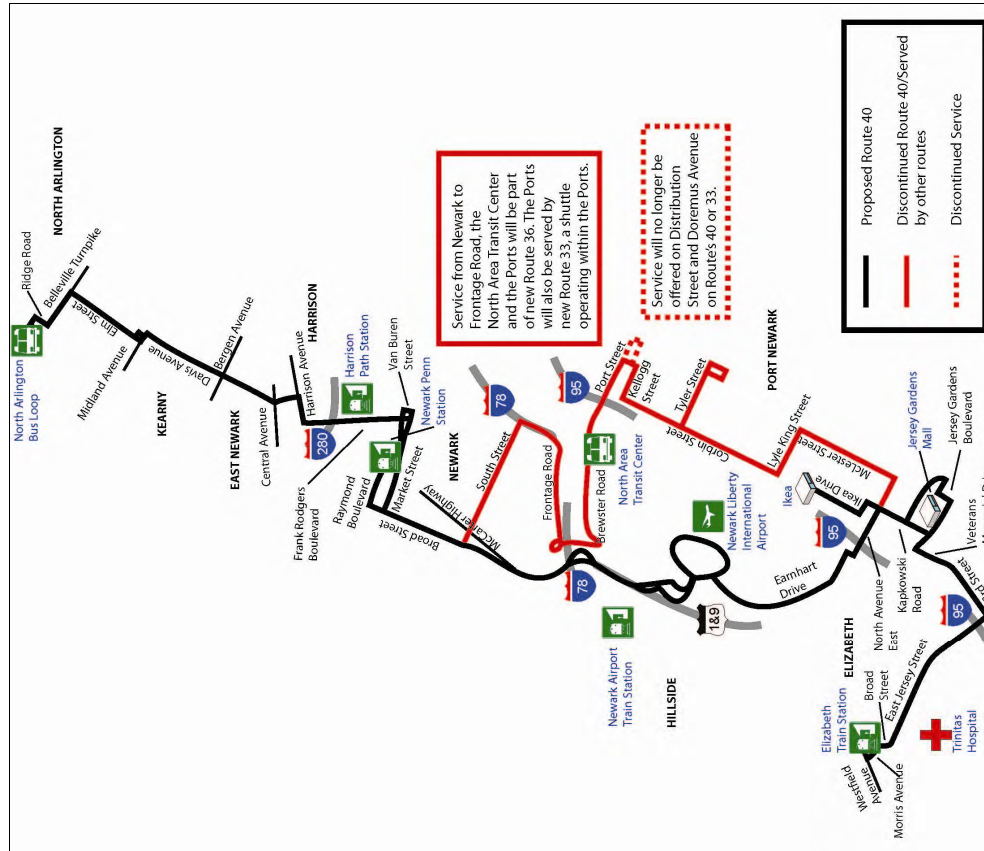 North Arlington
Bus Loop
Ridge Road
NORTH ARLINGTON
Belleville Turnpike
Elm Street
Midland Avenue
KEARNY
Davis Avenue
Bergen Avenue
EAST NEWARK
Central Avenue
HARRISON
Harrison Avenue
280
Harrison
Path Station
Frank Rodgers
Boulevard
Van Buren
Street
Newark Penn
Station
Raymond
Boulevard
Market Street
NEWARK
Broad Street
McCarter Highway
South Street
78
Frontage Road
95
Port Street
Kellogg
Street
Brewster Road
North Area
Transit Center
78
Tyler Street
PORT NEWARK
Corbin Street
Newark Airport
Train Station
1&9
Newark Liberty
International
Airport
HILLSIDE
Lyle King Street
McLester Street
Ikea
Ikea Drive
95
Earnhart
Drive
North Avenue
East
Kapkowski
Road
Jersey Gardens
Mall
Jersey Gardens
Boulevard
Veterans
95
ELIZABETH
Elizabeth
Train Station
Broad
Street
East Jersey Street
Westfield
Avenue
Morris Avenue
Trinitas
Hospital
Service from Newark to
Frontage Road, the
North Area Transit Center
and the Ports will be part
of new Route 36. The Ports
will also be served by
new Route 33, a shuttle
operating within the Ports.
Service will no longer be
offered on Distribution
Street and Doremus Avenue
on Route's 40 or 33.
Proposed Route 40
Discontinued Route 40/Served
by other routes
Discontinued Service